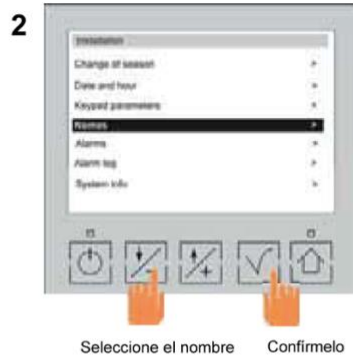 2
Installation
Change of season >
Date and hour >
Keypad parameters >
Names >
Alarms >
Alarm log >
System info >
Seleccione el nombre Confirmelo